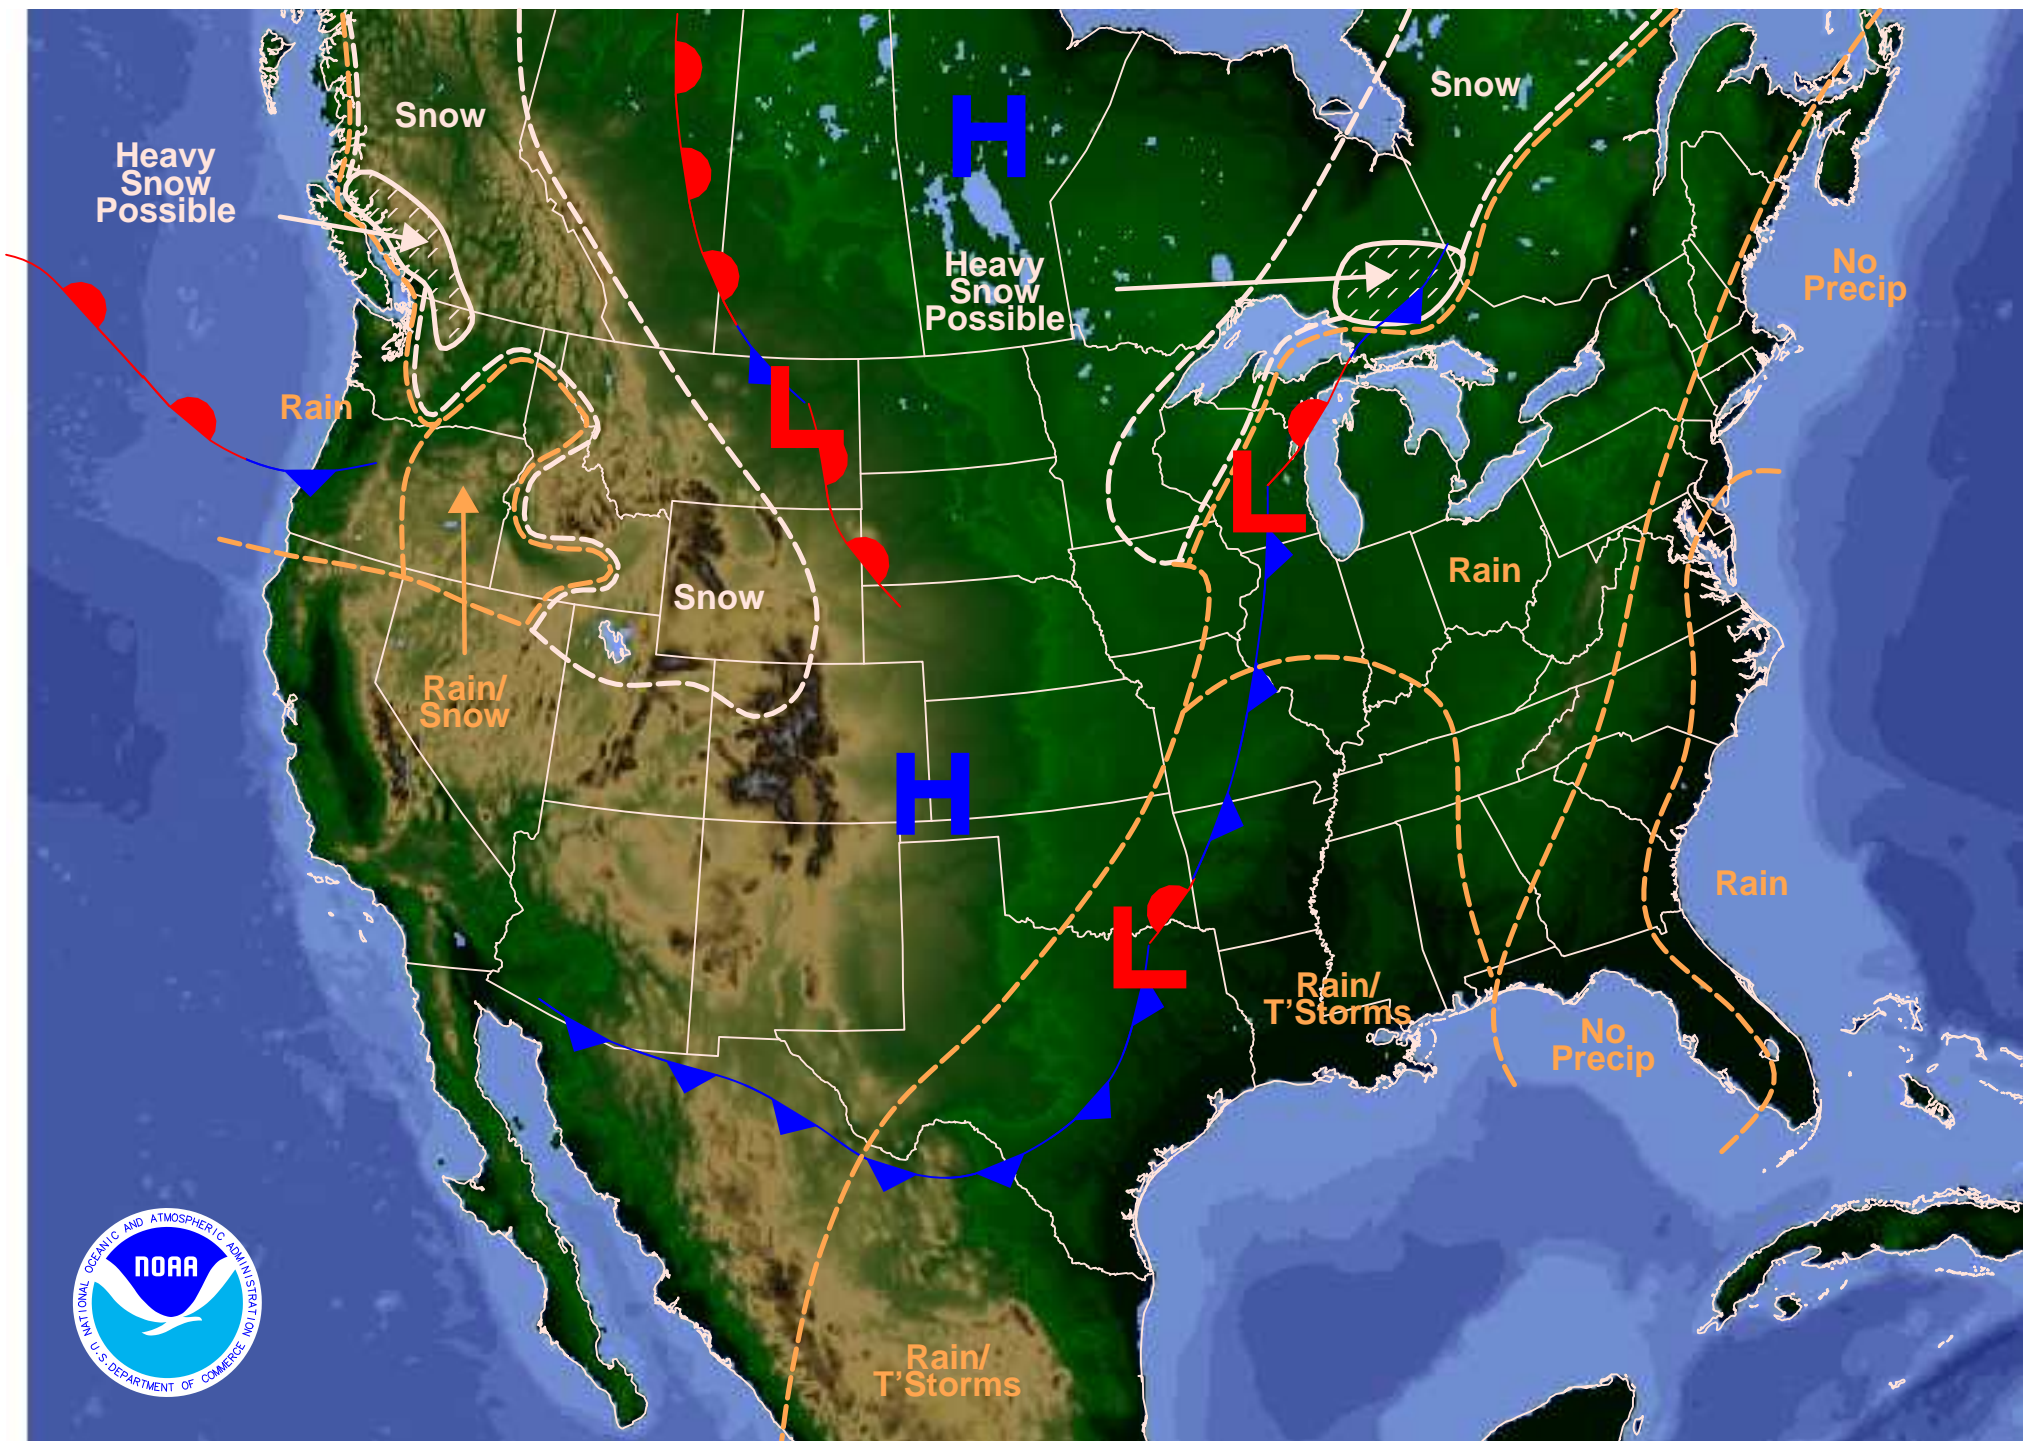 Snow
H
Snow
Heavy
Snow
Possible
Heavy
Snow
Possible
No
Precip
Rain
L
L
Rain
Snow
Rain/
Snow
H
Rain
L
Rain/
T'Storms
No
Precip
NATIONAL OCEANIC AND ATMOSPHERIC ADMINISTRATION
NOAA
U.S. DEPARTMENT OF COMMERCE
Rain/
T'Storms